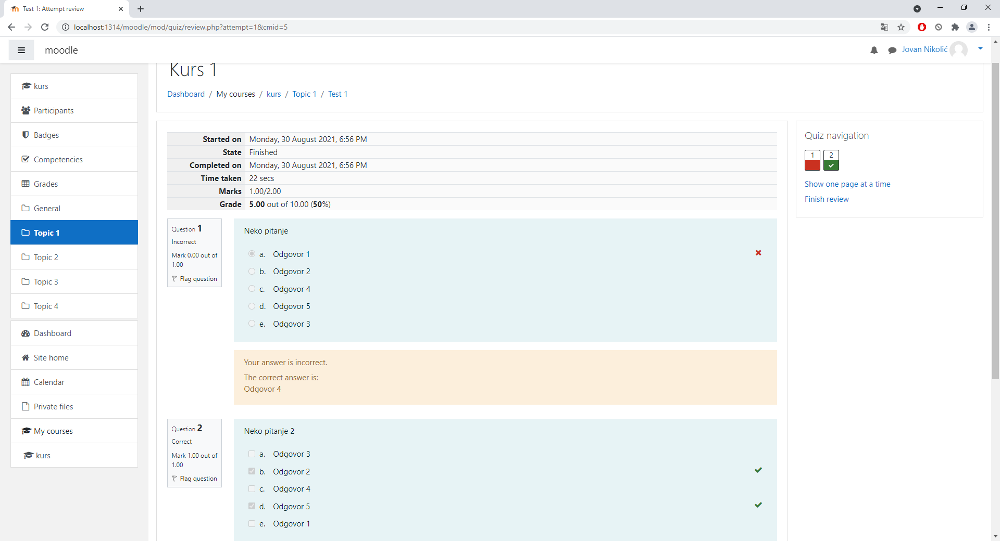 Test 1: Attempt review
localhost:1314/moodle/mod/quiz/review.php?attempt=1&cmid=5
moodle
Jovan Nikolić
kurs
Participants
Badges
Competencies
Grades
General
Topic 1
Topic 2
Topic 3
Topic 4
Dashboard
Site home
Calendar
Private files
My courses
kurs
Kurs 1
Dashboard / My courses / kurs / Topic 1 / Test 1
Started on Monday, 30 August 2021, 6:56 PM
State Finished
Completed on Monday, 30 August 2021, 6:56 PM
Time taken 22 secs
Marks 1.00/2.00
Grade 5.00 out of 10.00 (50%)
Question 1
Incorrect
Mark 0.00 out of
1.00
Flag question
Neko pitanje
a. Odgovor 1
b. Odgovor 2
c. Odgovor 4
d. Odgovor 5
e. Odgovor 3
Your answer is incorrect.
The correct answer is:
Odgovor 4
Question 2
Correct
Mark 1.00 out of
1.00
Flag question
Neko pitanje 2
a. Odgovor 3
b. Odgovor 2
c. Odgovor 4
d. Odgovor 5
e. Odgovor 1
Quiz navigation
1 2
Show one page at a time
Finish review